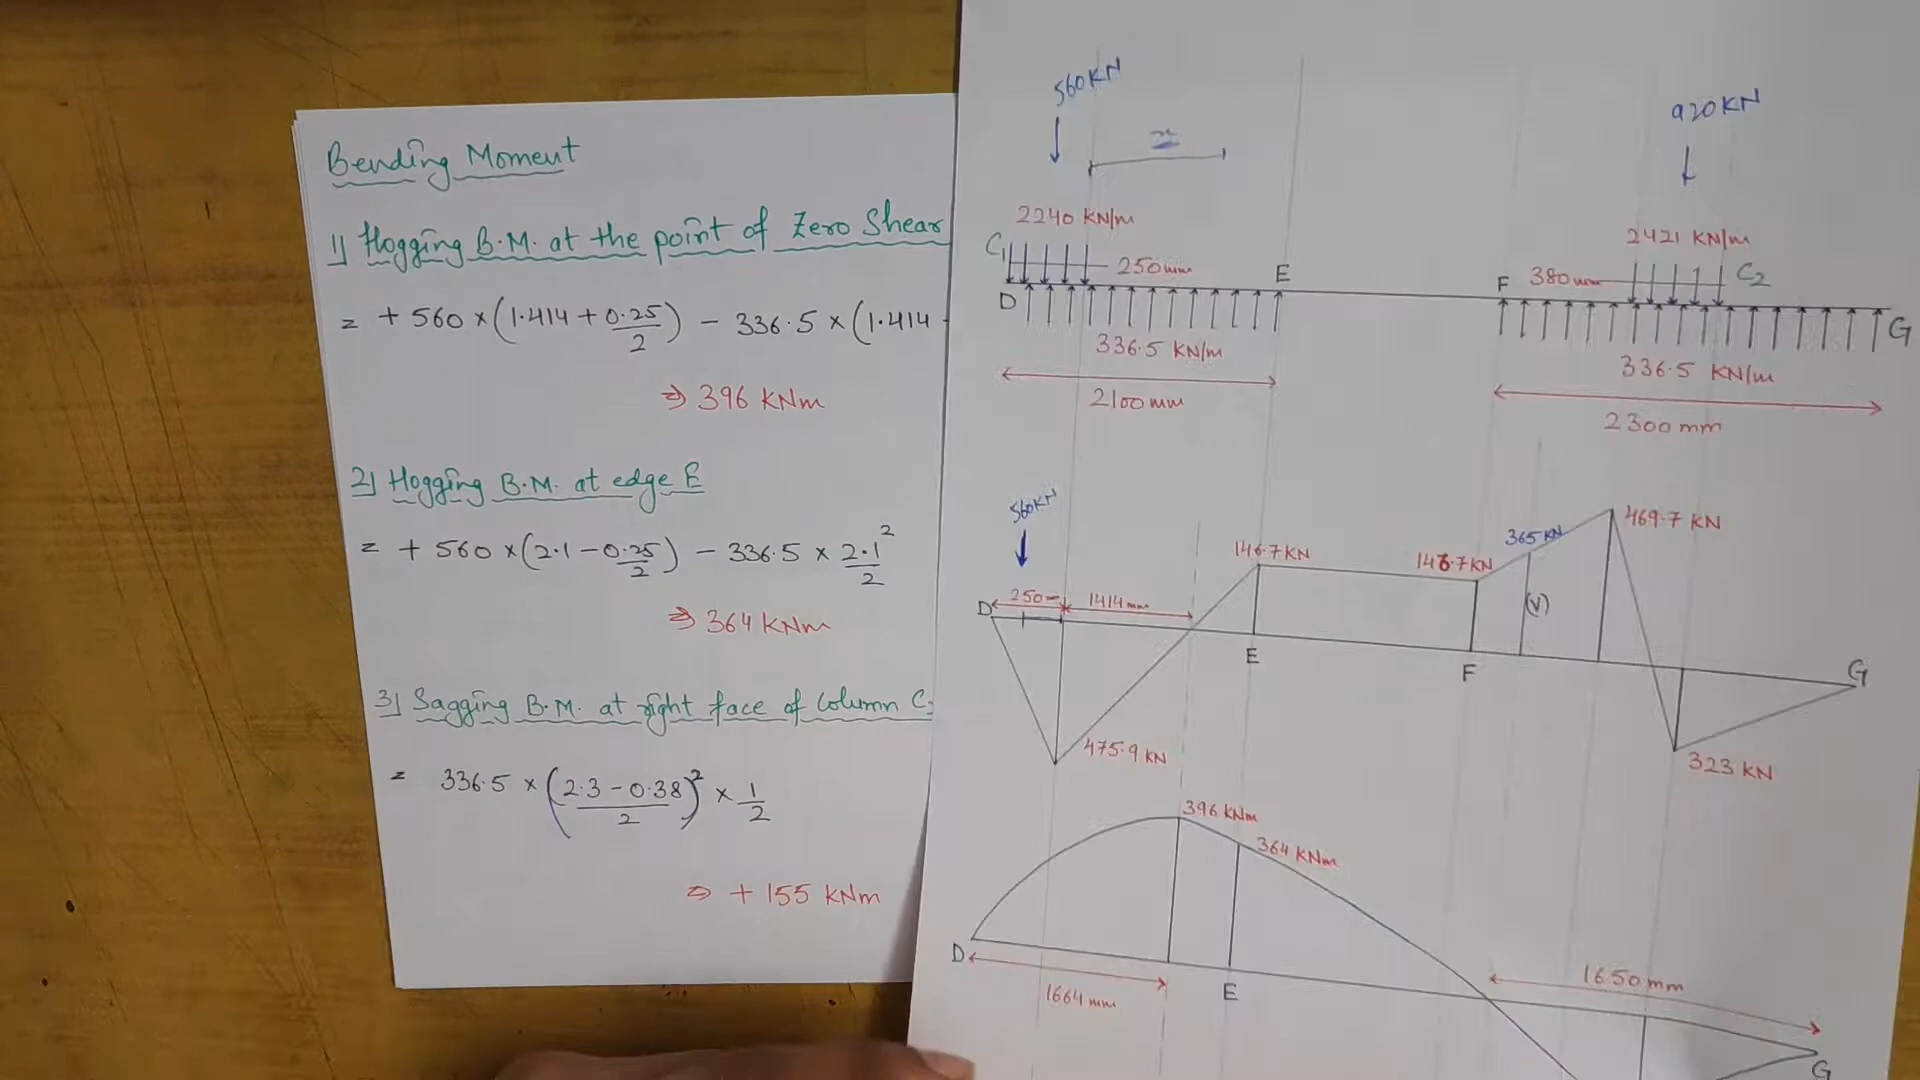 Bending Moment
1) Hogging B.M. at the point of Zero Shear
= + 560 × (1.414 + 0.25/2) − 336.5 × (1.414
⇒ 396 KNm
2) Hogging B.M. at edge E
= + 560 × (2.1 − 0.25/2) − 336.5 × 2.1²/2
⇒ 364 KNm
3) Sagging B.M. at right face of Column C
= 336.5 × (2.3 − 0.38/2)² × 1/2
⇒ + 155 KNm
560 KN
x
920 KN
2240 KN/m
2421 KN/m
C1
250 mm
E
F
380 mm
C2
D
G
336.5 KN/m
336.5 KN/m
2100 mm
2300 mm
560 KN
469.7 KN
365 KN
146.7 KN
146.7 KN
(V)
D
250
1414 mm
E
F
G
475.9 KN
323 KN
396 KNm
364 KNm
D
1664 mm
E
1650 mm
G